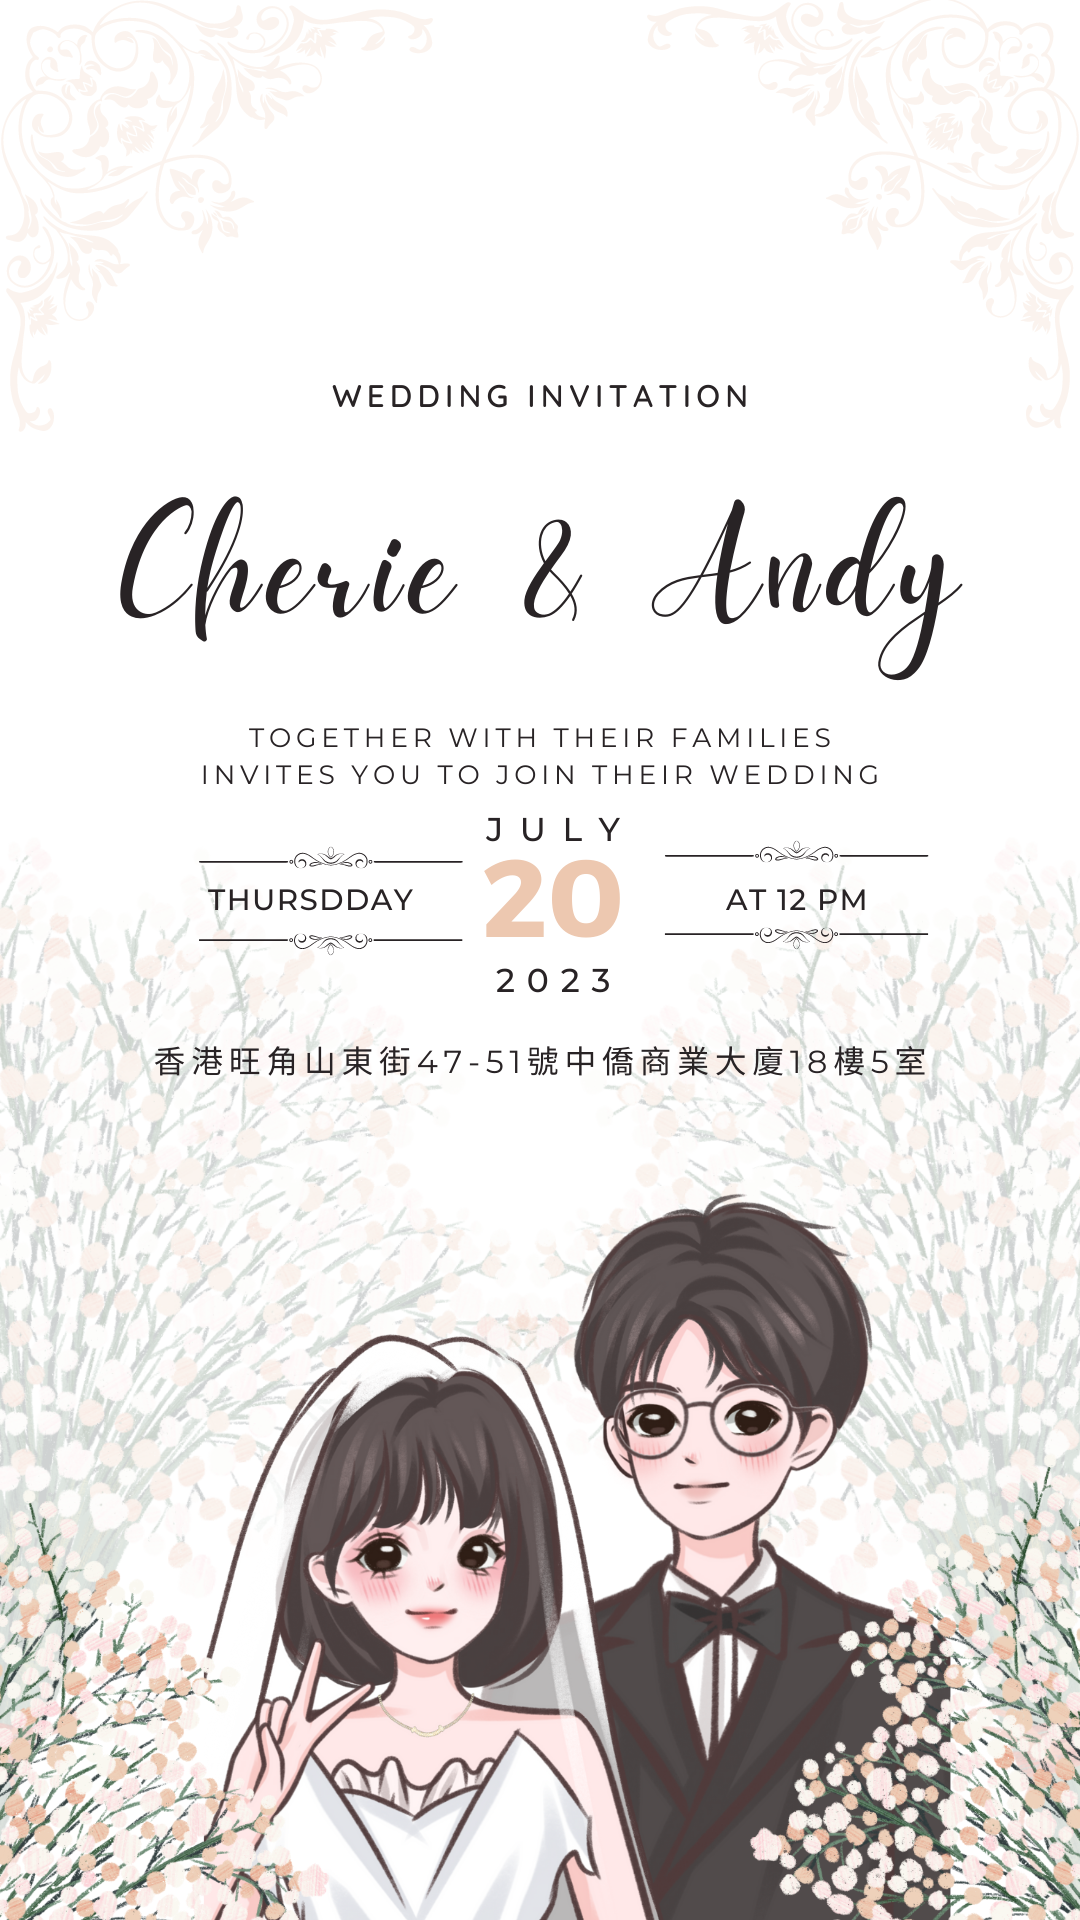 WEDDING INVITATION
Cherie & Andy
TOGETHER WITH THEIR FAMILIES
INVITES YOU TO JOIN THEIR WEDDING
JULY
THURSDDAY
20
AT 12 PM
2023
香港旺角山東街47-51號中僑商業大廈18樓5室